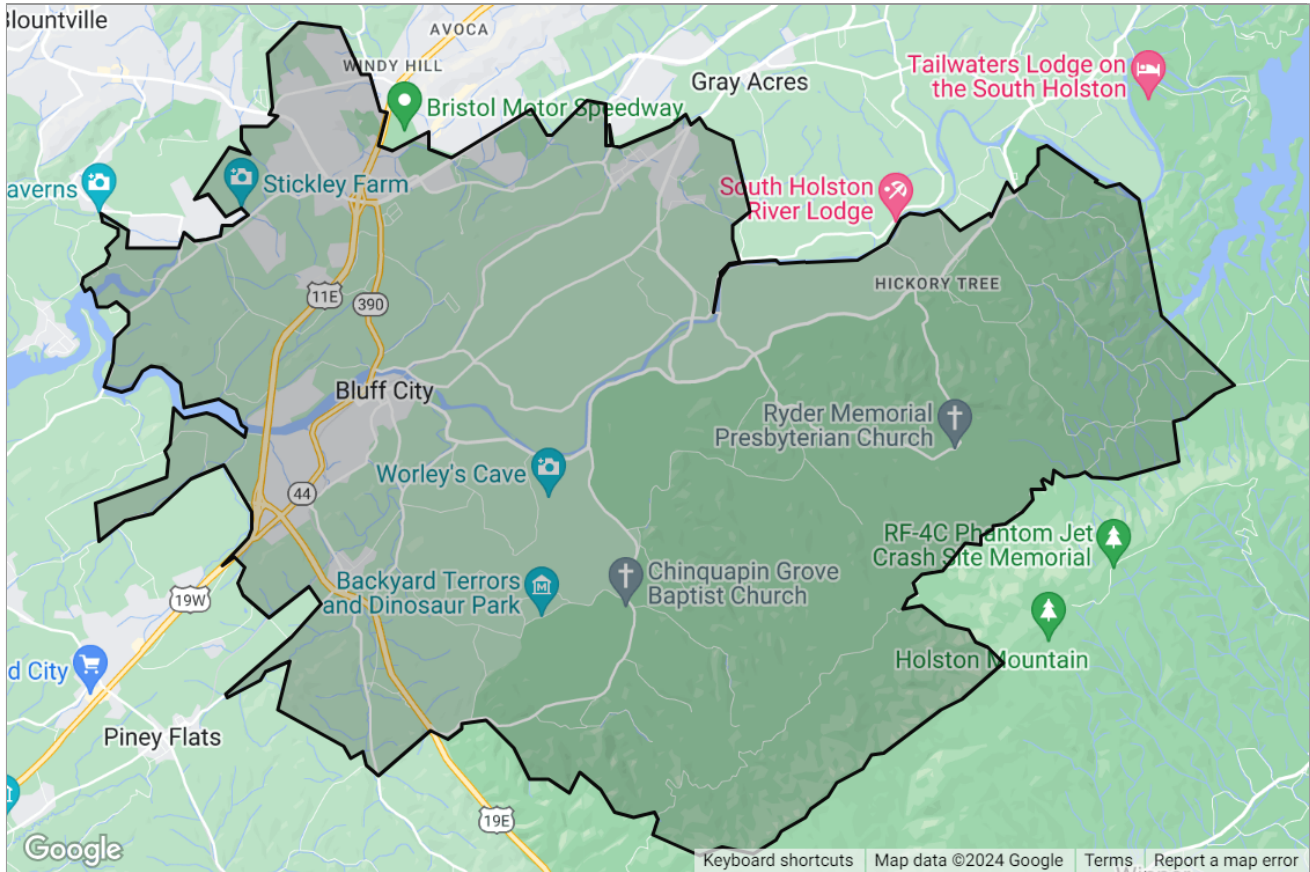 Blountville
AVOCA
WINDY HILL
Gray Acres
Tailwaters Lodge on
the South Holston
Bristol Motor Speedway
averns
Stickley Farm
South Holston
River Lodge
HICKORY TREE
11E
390
Bluff City
Ryder Memorial
Presbyterian Church
Worley's Cave
44
RF-4C Phantom Jet
Crash Site Memorial
Backyard Terrors
and Dinosaur Park
Chinquapin Grove
Baptist Church
19W
d City
Holston Mountain
Piney Flats
19E
Google
Keyboard shortcuts
Map data ©2024 Google
Terms
Report a map error